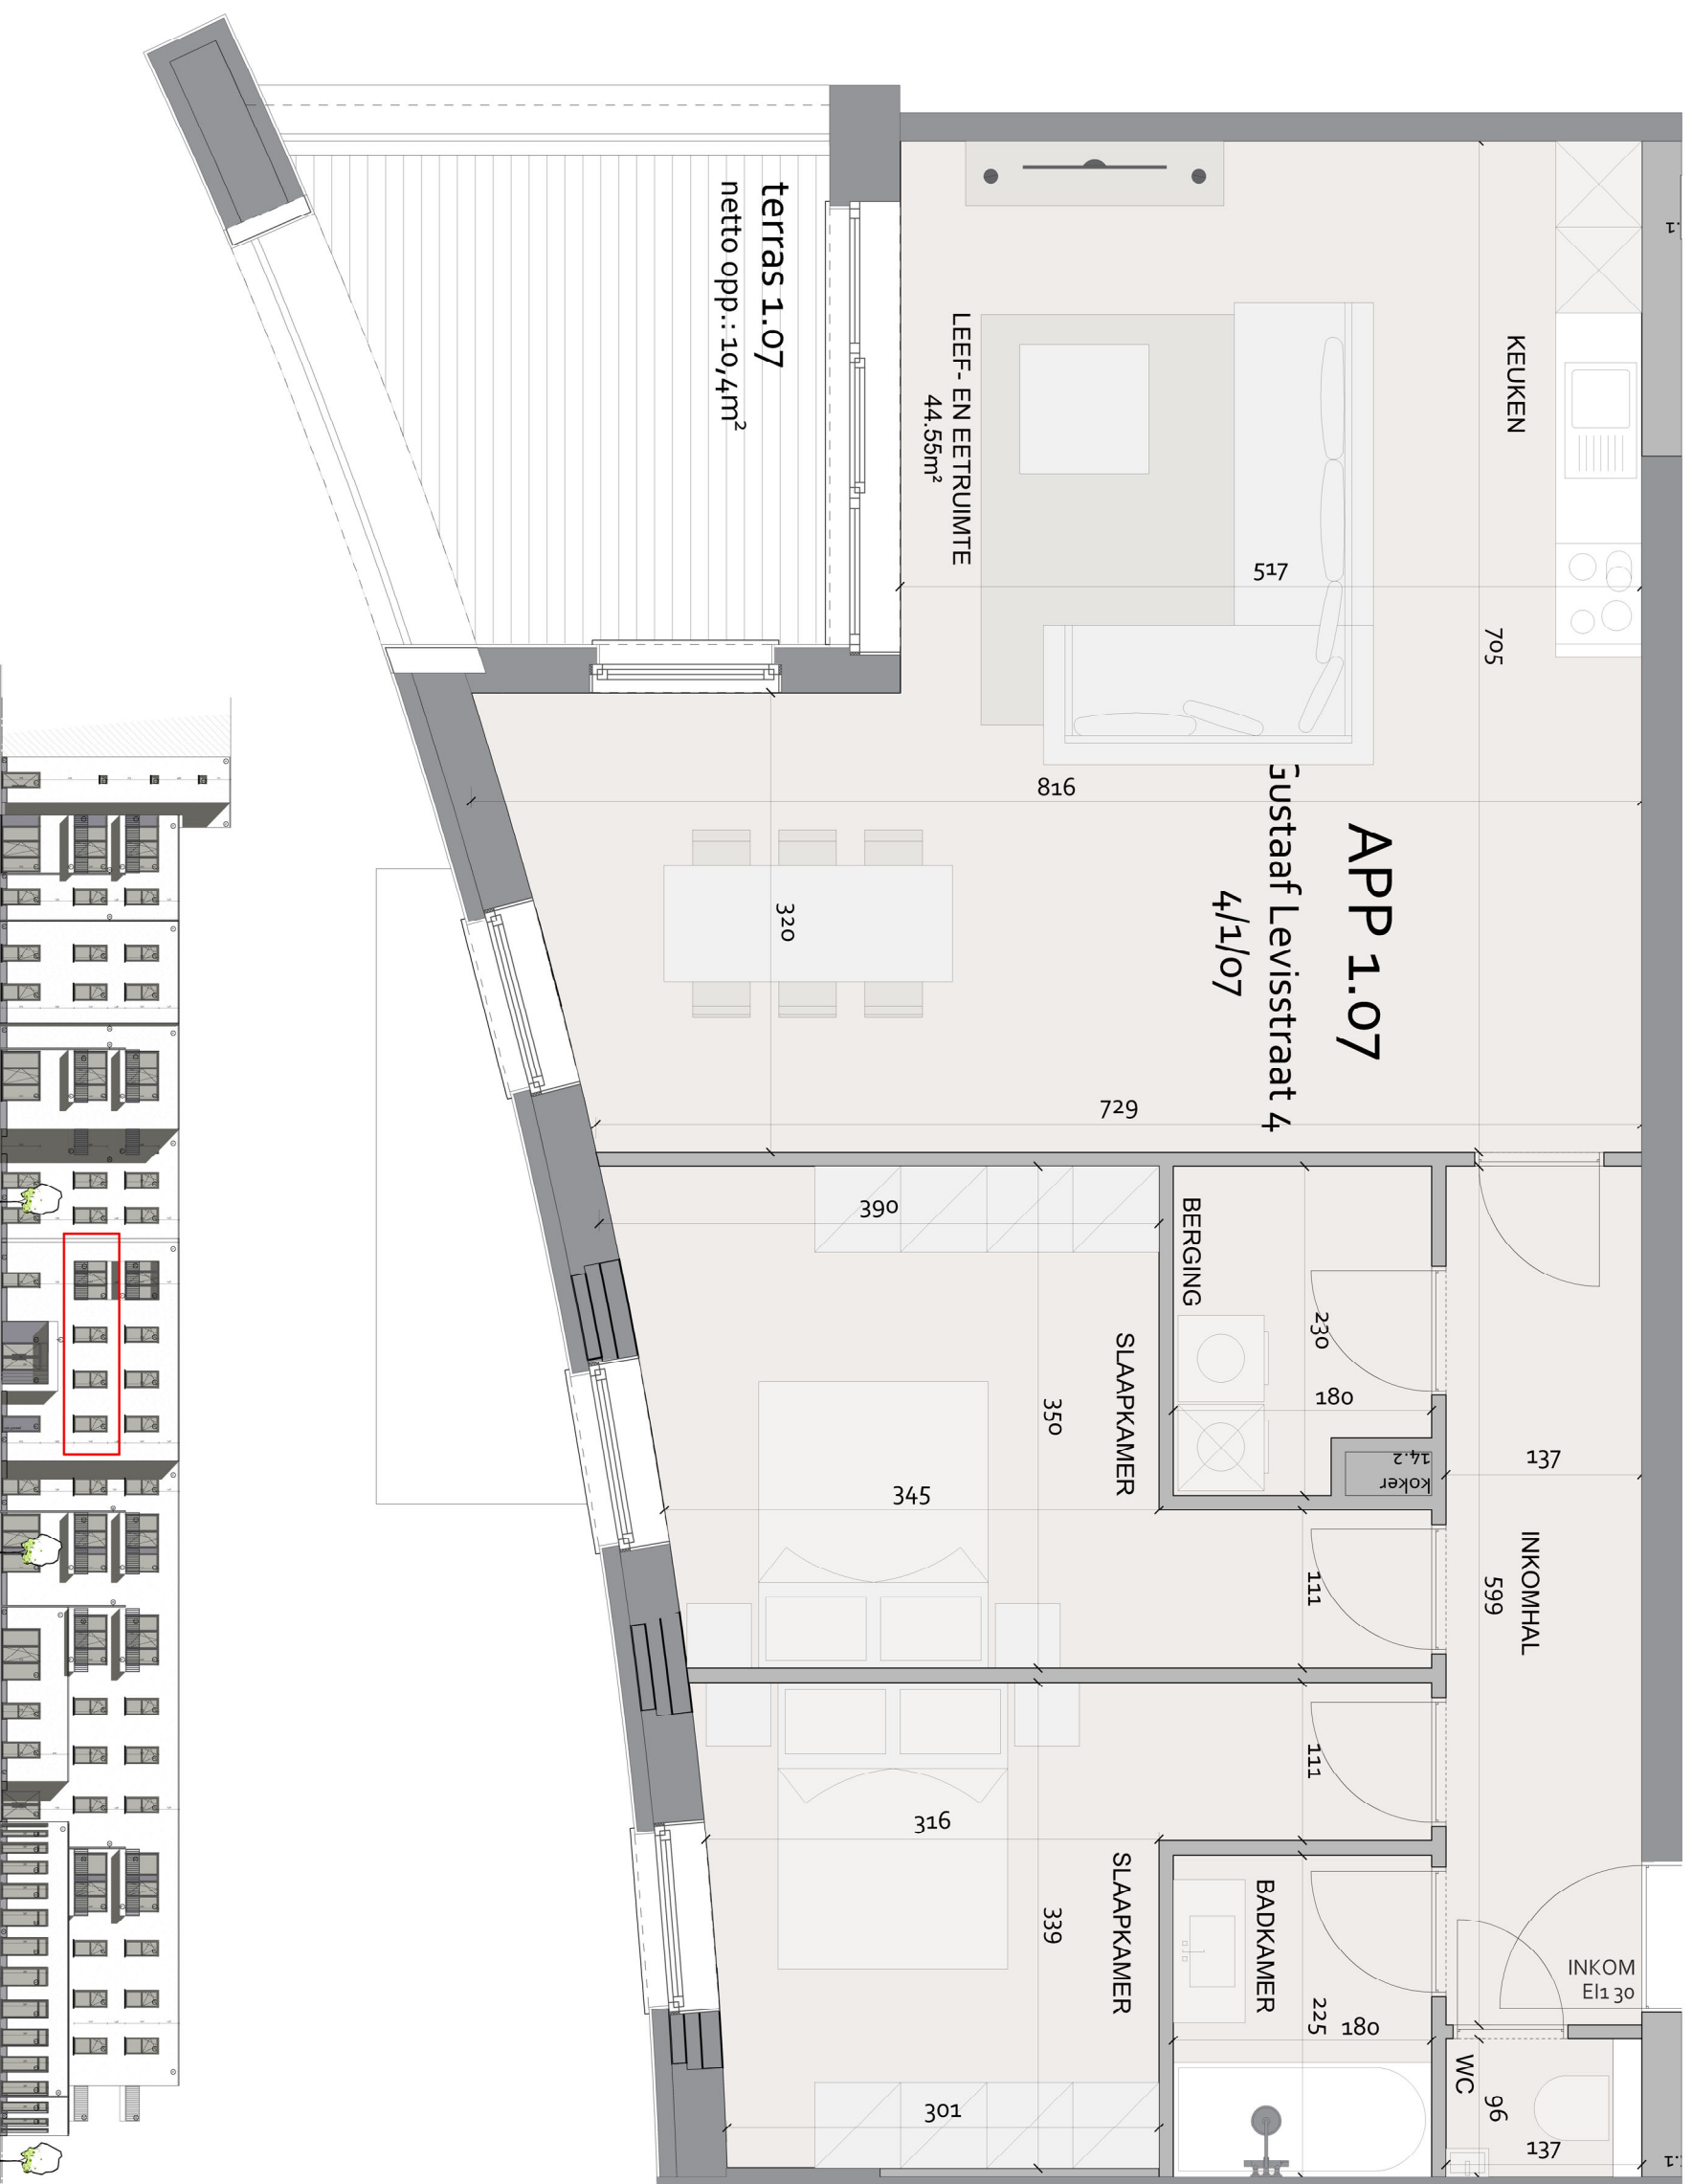 APP 1.07
Gustaaf Levisstraat 4
4/1/07
KEUKEN
LEEF- EN EETRUIMTE
44.55m²
terras 1.07
netto opp.: 10,4m²
517
705
816
320
729
BERGING
230
180
koker
14.2
SLAAPKAMER
390
350
345
111
INKOMHAL
137
599
SLAAPKAMER
111
316
339
301
BADKAMER
225
180
INKOM
EI1 30
WC
96
137